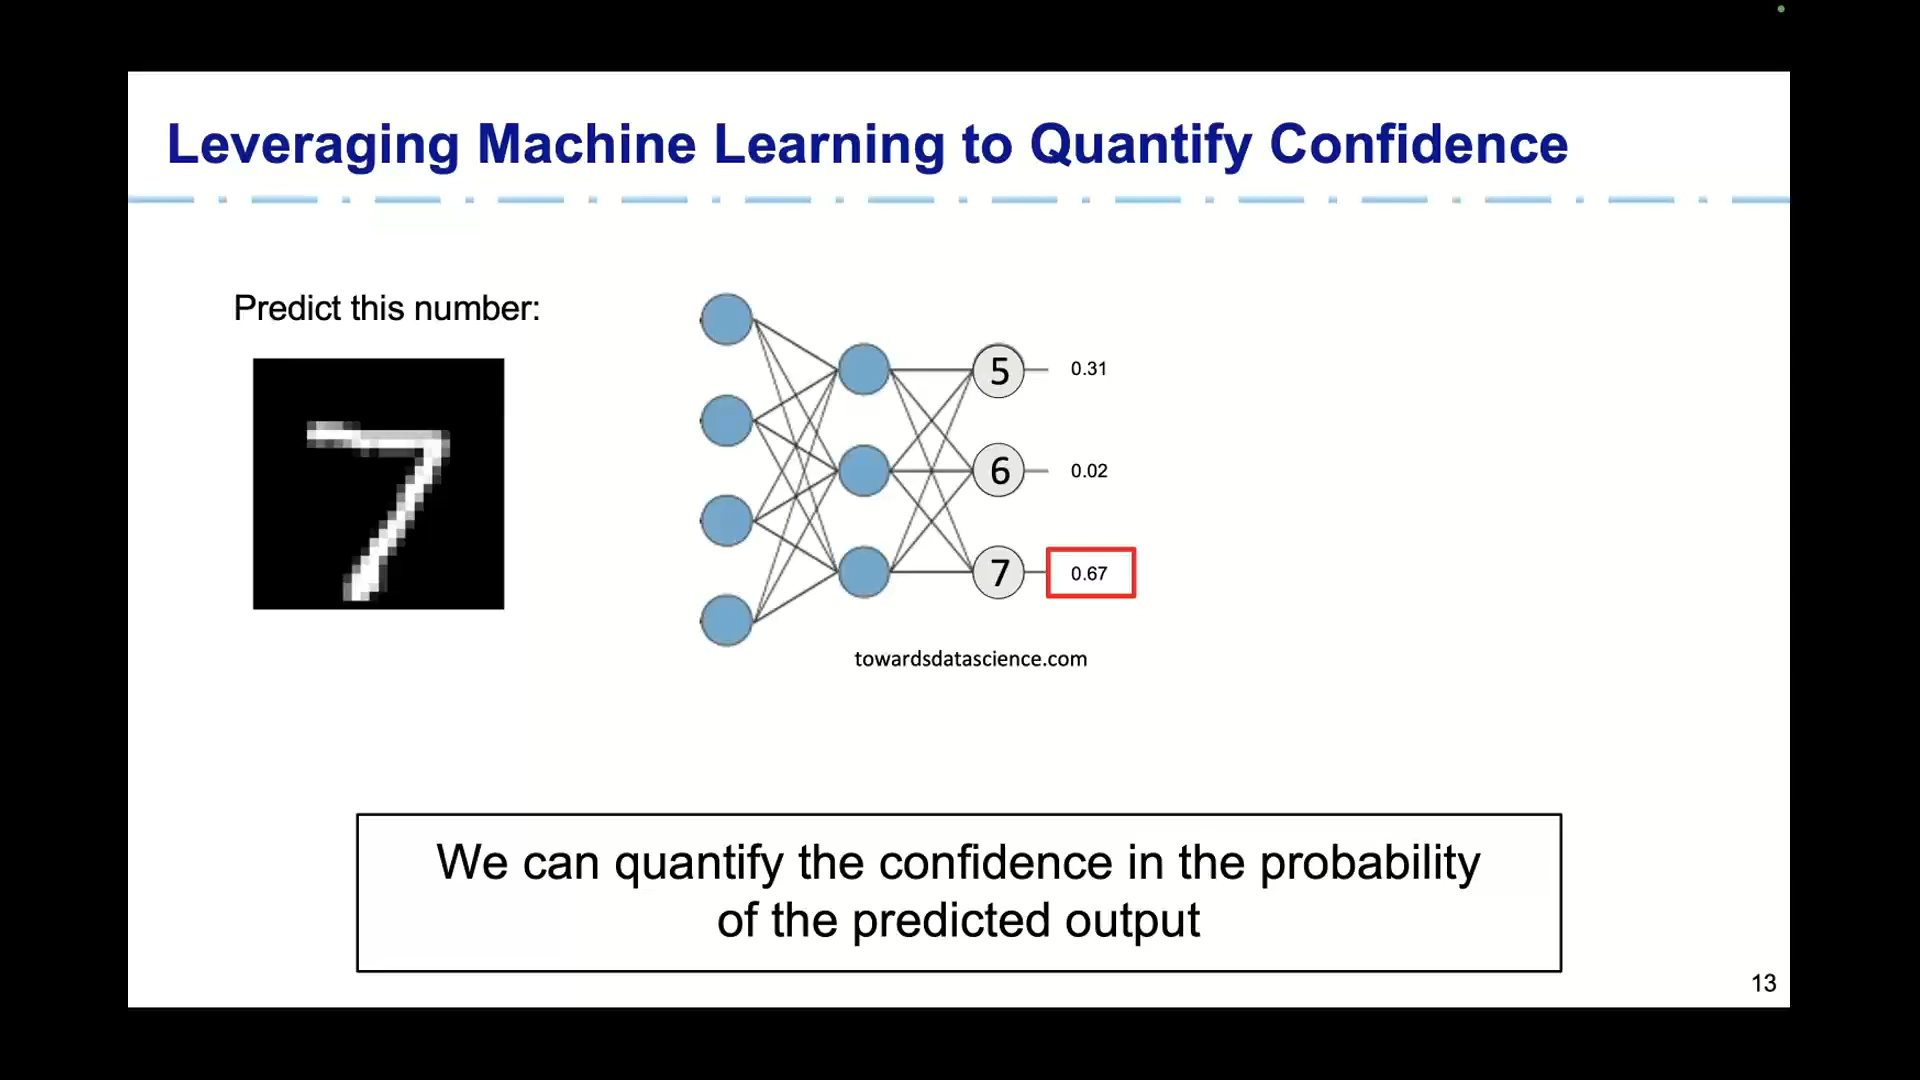 Leveraging Machine Learning to Quantify Confidence
Predict this number:
7
5 0.31
6 0.02
7 0.67
towardsdatascience.com
We can quantify the confidence in the probability
of the predicted output
13